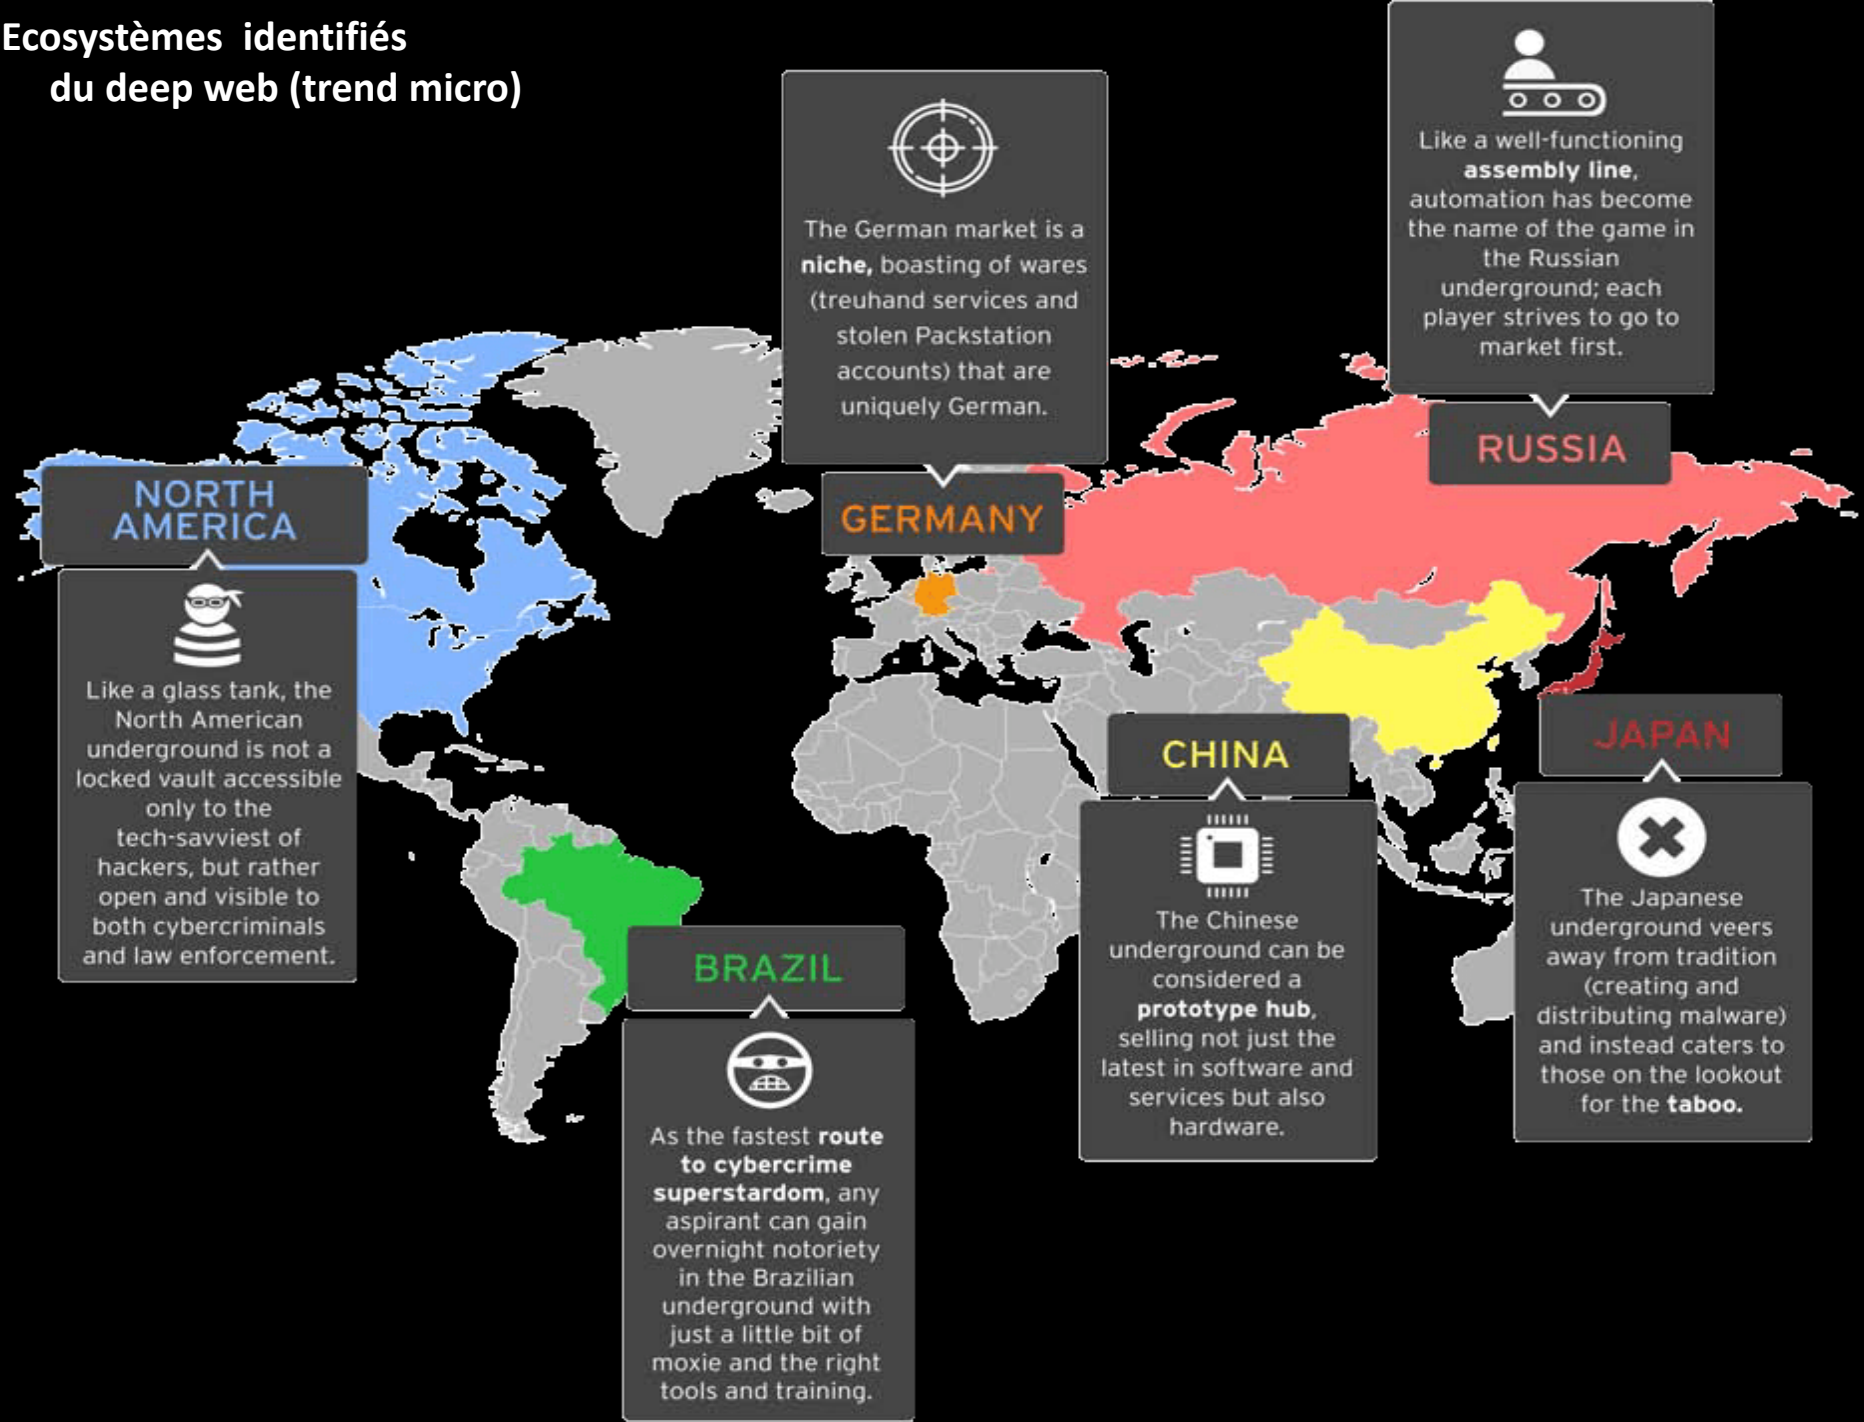 Ecosystèmes identifiés
du deep web (trend micro)
The German market is a
niche, boasting of wares
(treuhand services and
stolen Packstation
accounts) that are
uniquely German.
GERMANY
Like a well-functioning
assembly line,
automation has become
the name of the game in
the Russian
underground; each
player strives to go to
market first.
RUSSIA
NORTH
AMERICA
Like a glass tank, the
North American
underground is not a
locked vault accessible
only to the
tech-savviest of
hackers, but rather
open and visible to
both cybercriminals
and law enforcement.
BRAZIL
As the fastest route
to cybercrime
superstardom, any
aspirant can gain
overnight notoriety
in the Brazilian
underground with
just a little bit of
moxie and the right
tools and training.
CHINA
The Chinese
underground can be
considered a
prototype hub,
selling not just the
latest in software and
services but also
hardware.
JAPAN
The Japanese
underground veers
away from tradition
(creating and
distributing malware)
and instead caters to
those on the lookout
for the taboo.